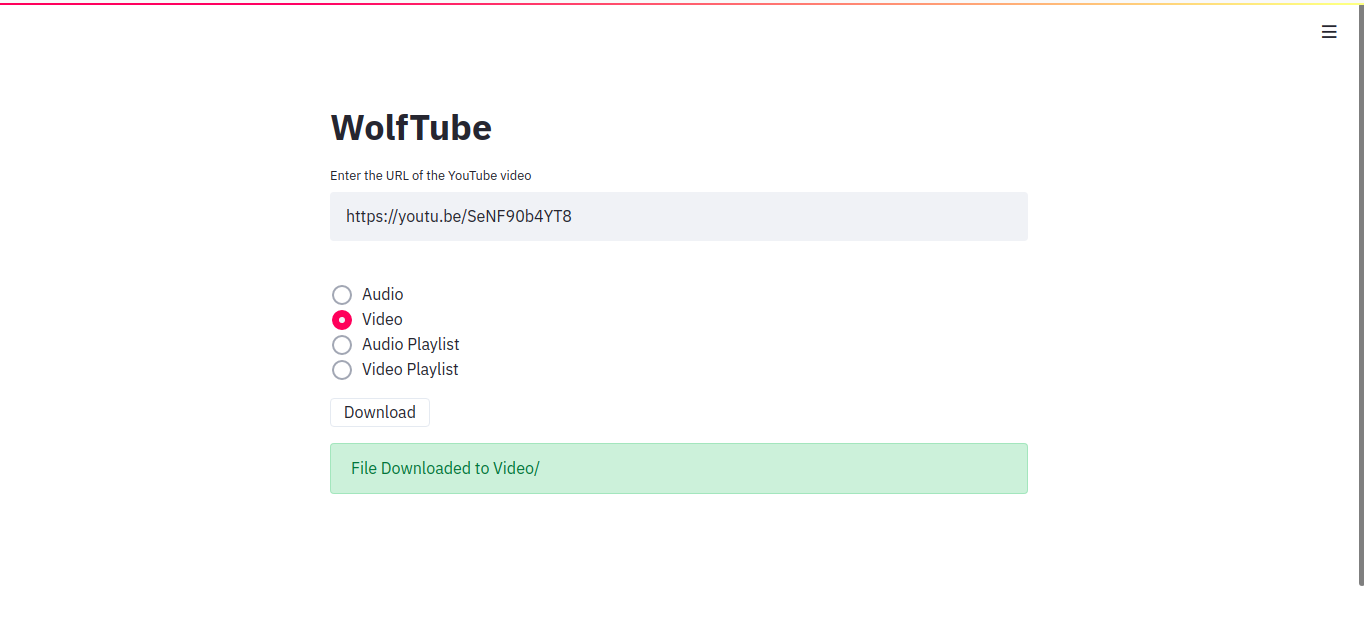 WolfTube
Enter the URL of the YouTube video
https://youtu.be/SeNF90b4YT8
Audio
Video
Audio Playlist
Video Playlist
Download
File Downloaded to Video/